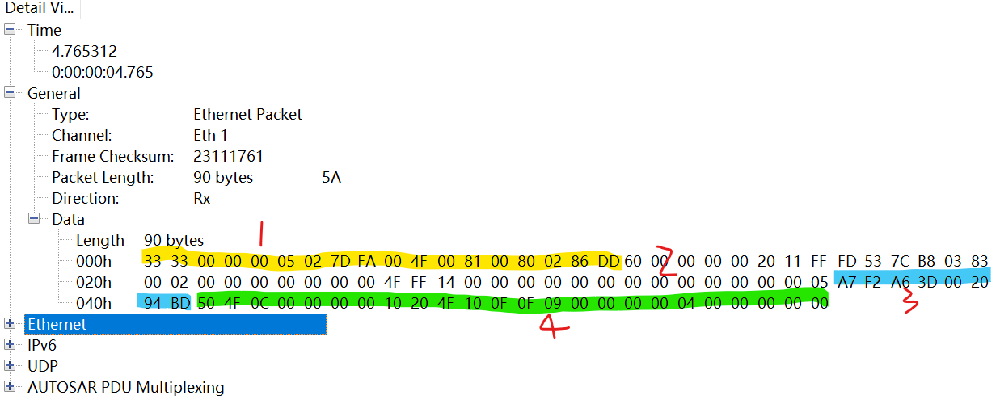 Detail Vi...
Time
4.765312
0:00:00:04.765
General
Type: Ethernet Packet
Channel: Eth 1
Frame Checksum: 23111761
Packet Length: 90 bytes 5A
Direction: Rx
Data
1
Length 90 bytes
2
000h 33 33 00 00 00 05 02 7D FA 00 4F 00 81 00 80 02 86 DD 60 00 00 00 00 20 11 FF FD 53 7C B8 03 83
020h 00 02 00 00 00 00 00 00 4F FF 14 00 00 00 00 00 00 00 00 00 00 00 00 05 A7 F2 A6 3D 00 20
3
040h 94 BD 50 4F 0C 00 00 00 00 10 20 4F 10 0F 0F 09 00 00 00 00 04 00 00 00 00 00
4
Ethernet
IPv6
UDP
AUTOSAR PDU Multiplexing